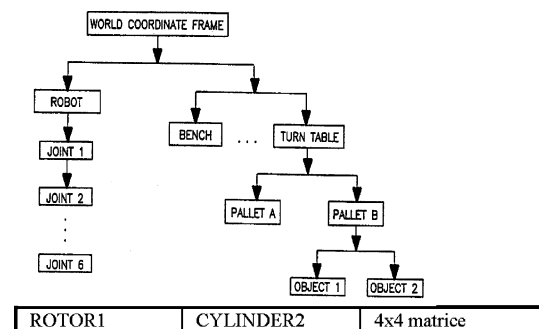 WORLD COORDINATE FRAME
ROBOT
BENCH ... TURN TABLE
JOINT 1
JOINT 2
PALLET A PALLET B
JOINT 6
OBJECT 1 OBJECT 2
ROTOR1 CYLINDER2 4x4 matrice